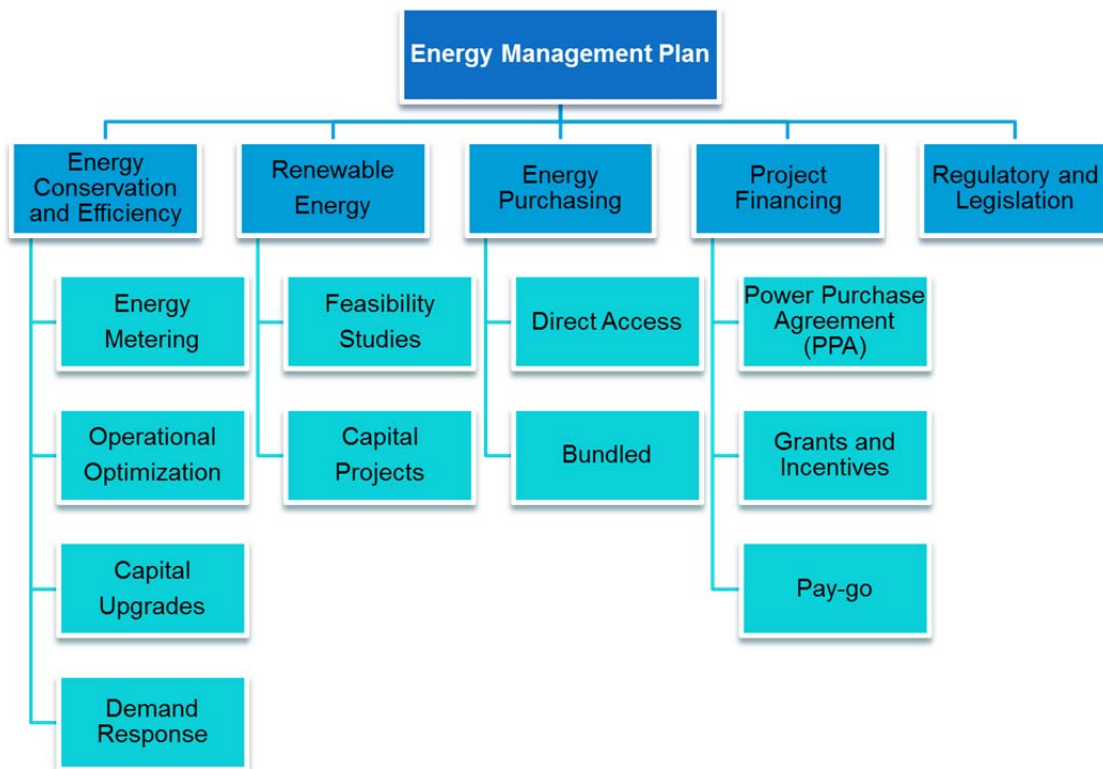 Energy Management Plan
Energy
Conservation
and Efficiency
Renewable
Energy
Energy
Purchasing
Project
Financing
Regulatory and
Legislation
Energy
Metering
Feasibility
Studies
Direct Access
Power Purchase
Agreement
(PPA)
Operational
Optimization
Capital
Projects
Bundled
Grants and
Incentives
Capital
Upgrades
Pay-go
Demand
Response